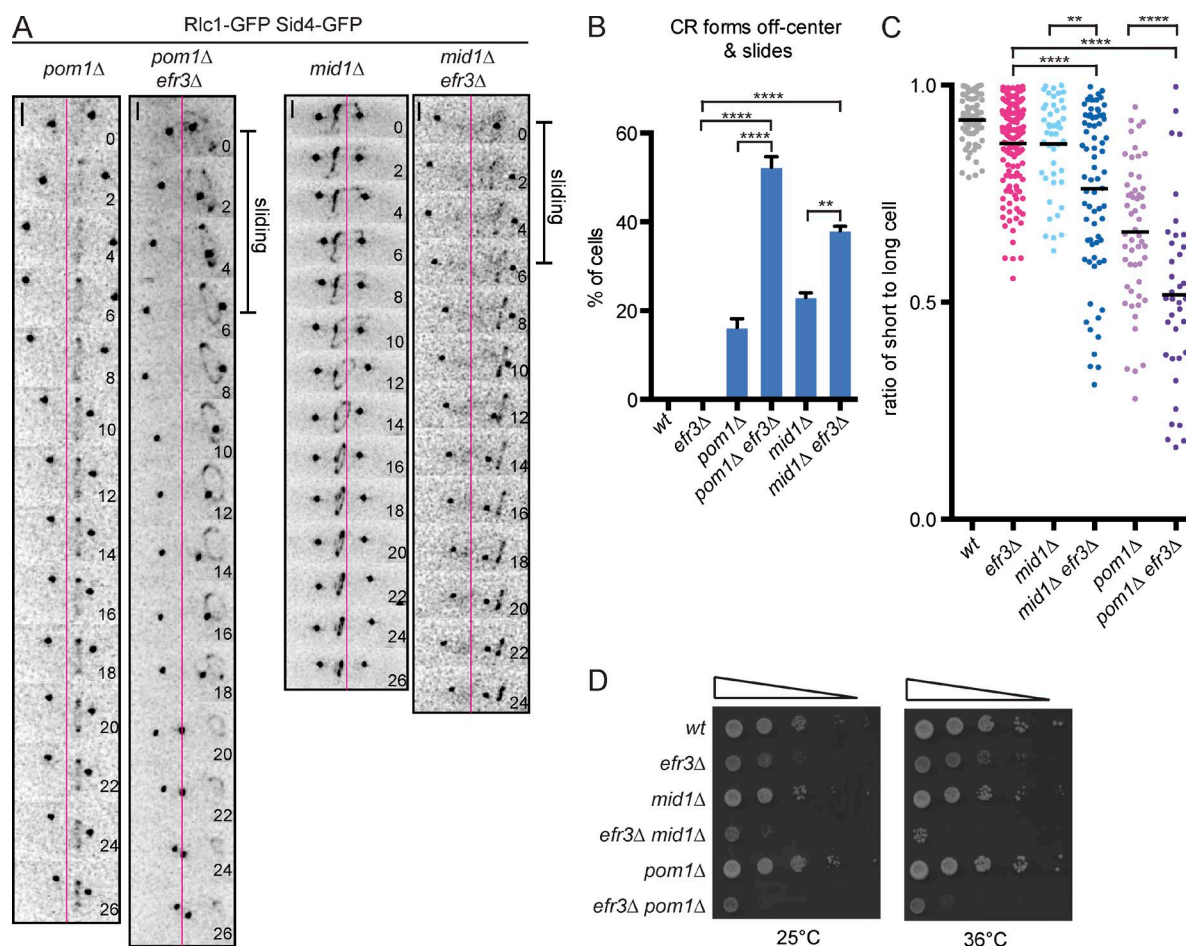 A
Rlc1-GFP Sid4-GFP
pom1Δ
pom1Δ
efr3Δ
mid1Δ
mid1Δ
efr3Δ
0
2
4
6
8
10
12
14
16
18
20
22
24
26
0
2
4
6
8
10
12
14
16
18
20
22
24
26
sliding
0
2
4
6
8
10
12
14
16
18
20
22
24
26
0
2
4
6
8
10
12
14
16
18
20
22
24
sliding
B
CR forms off-center
& slides
% of cells
60
40
20
0
****
****
****
**
wt
efr3Δ
pom1Δ
pom1Δ efr3Δ
mid1Δ
mid1Δ efr3Δ
C
ratio of short to long cell
1.0
0.5
0.0
** ****
****
****
wt
efr3Δ
mid1Δ
mid1Δ efr3Δ
pom1Δ
pom1Δ efr3Δ
D
wt
efr3Δ
mid1Δ
efr3Δ mid1Δ
pom1Δ
efr3Δ pom1Δ
25°C 36°C